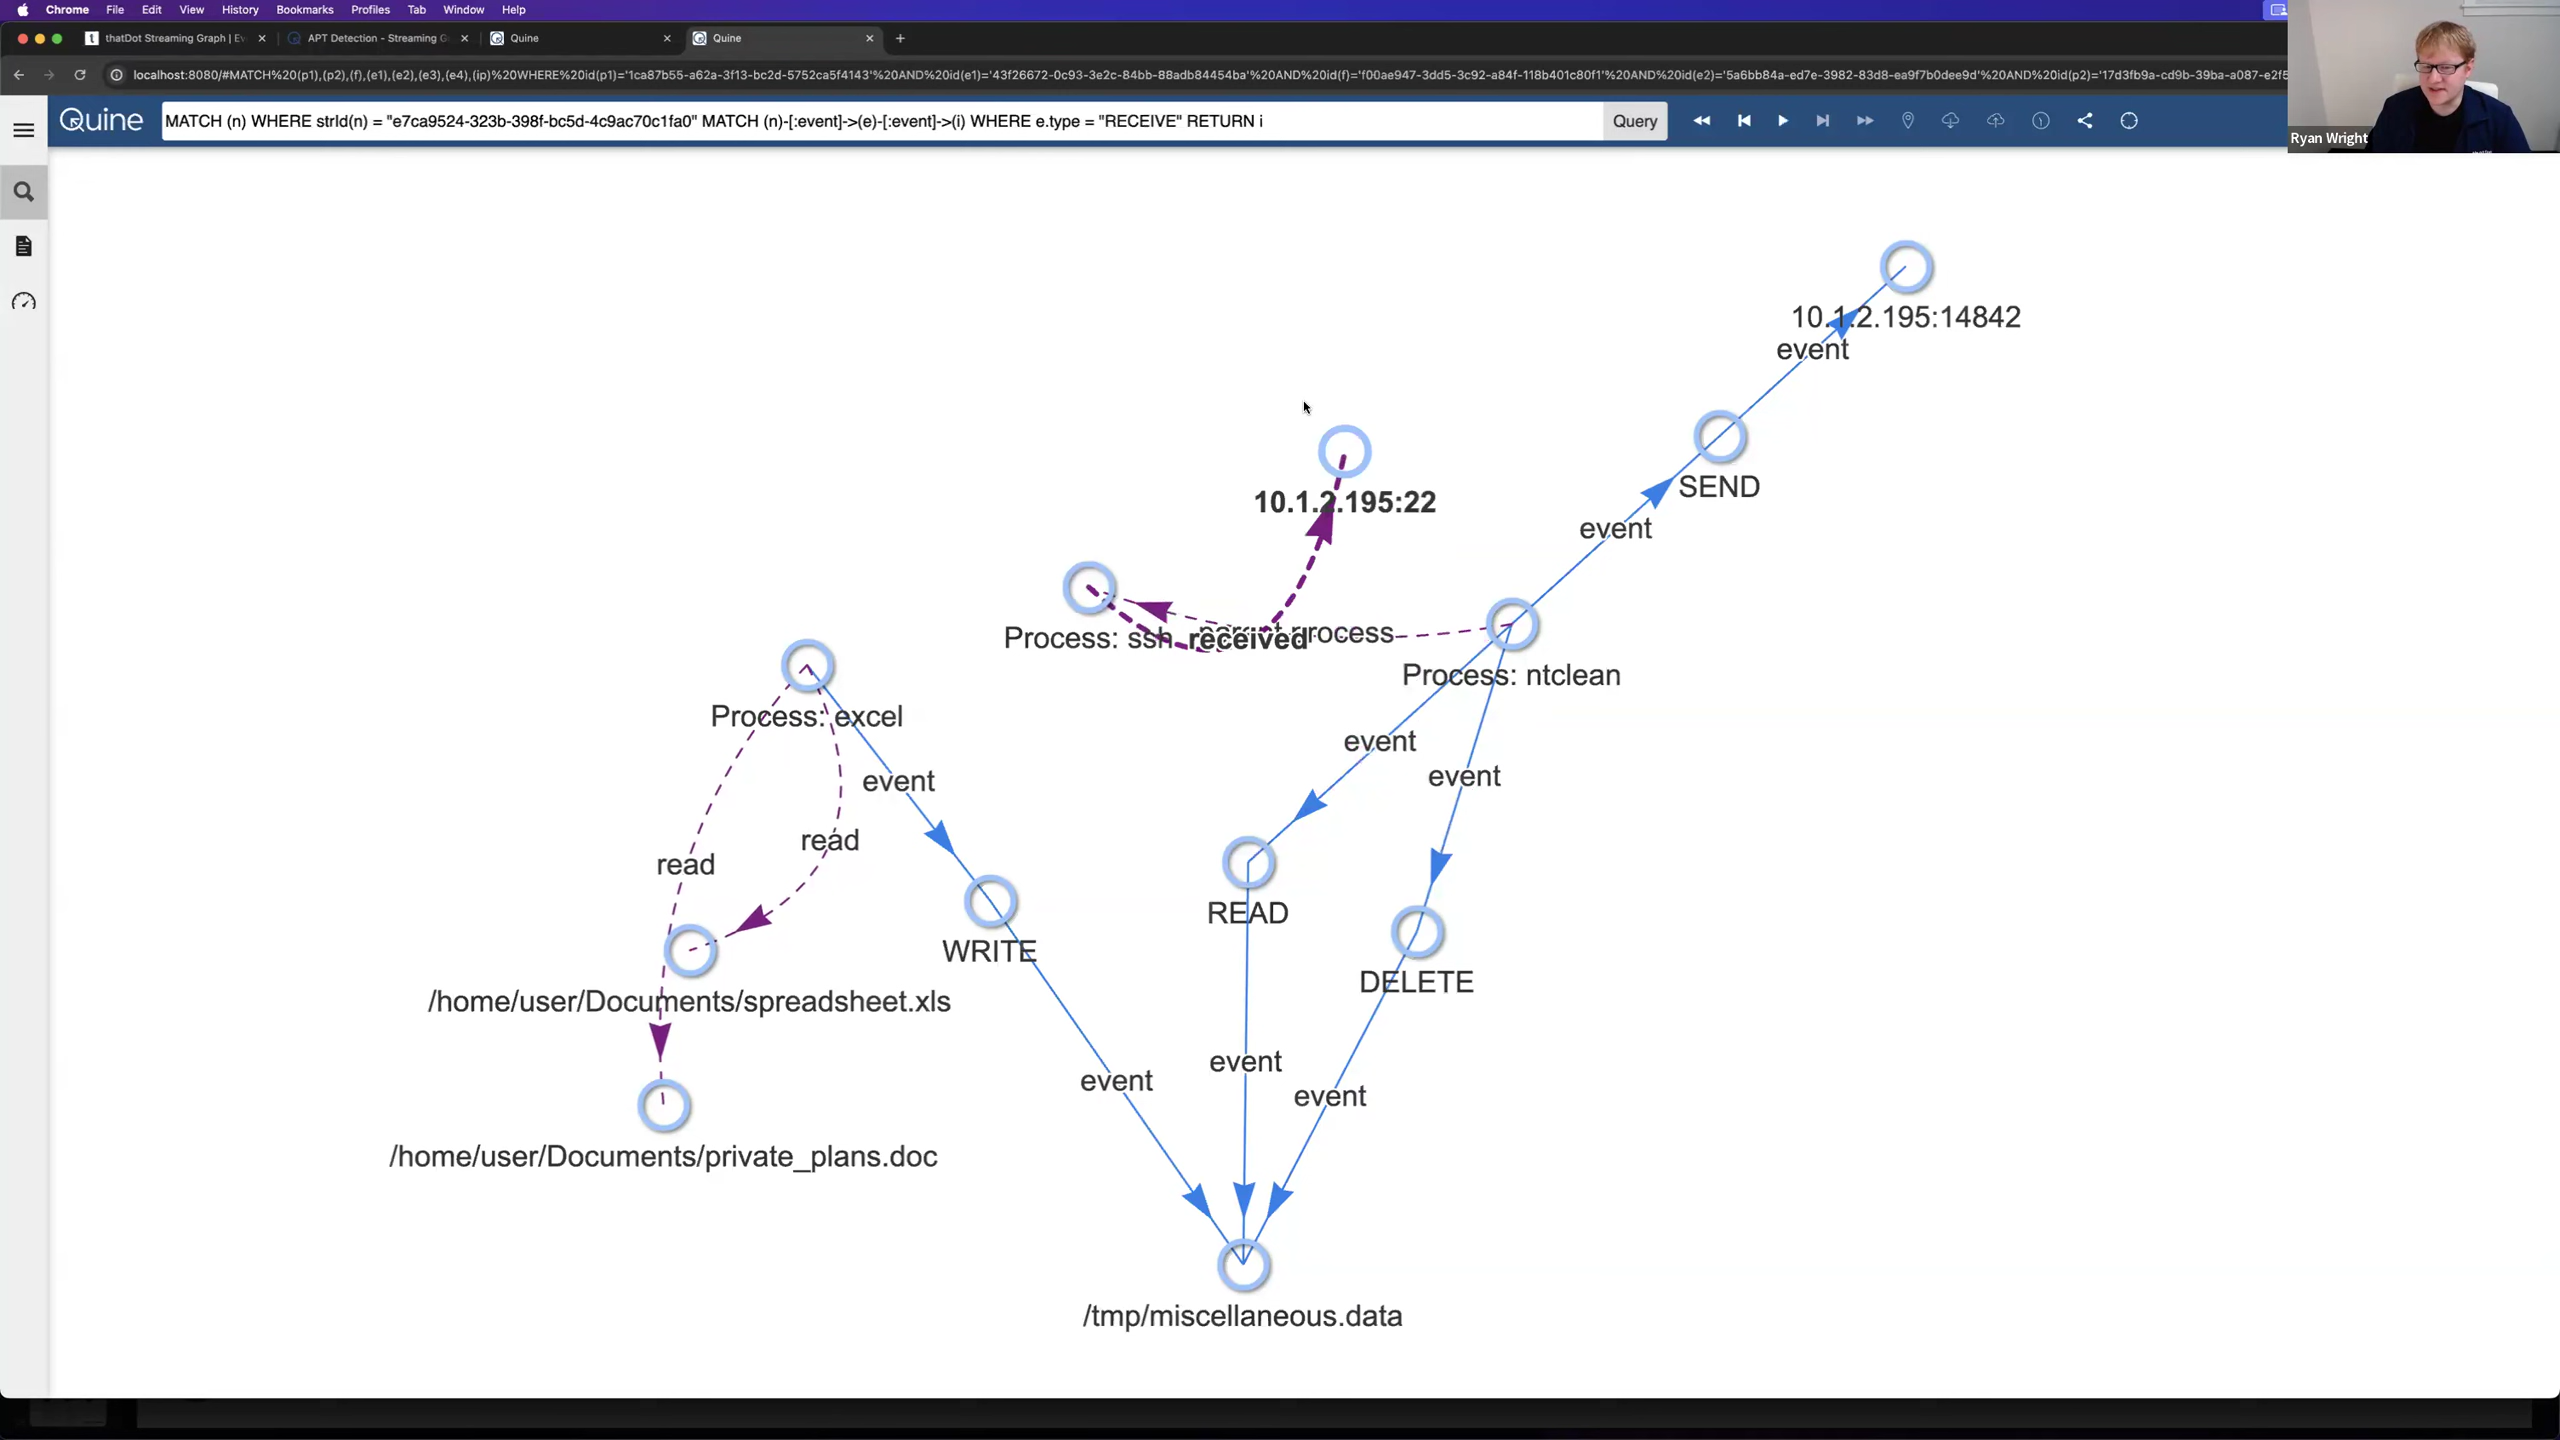 Chrome File Edit View History Bookmarks Profiles Tab Window Help
thatDot Streaming Graph | Ev
APT Detection - Streaming G
Quine
Quine
localhost:8080/#MATCH%20(p1),(p2),(f),(e1),(e2),(e3),(e4),(ip)%20WHERE%20id(p1)='1ca87b55-a62a-3f13-bc2d-5752ca5f4143'%20AND%20id(e1)='43f26672-0c93-3e2c-84bb-88adb84454ba'%20AND%20id(f)='f00ae947-3dd5-3c92-a84f-118b401c80f1'%20AND%20id(e2)='5a6bb84a-ed7e-3982-83d8-ea9f7b0dee9d'%20AND%20id(p2)='17d3fb9a-cd9b-39ba-a087-e2f5
Quine
MATCH (n) WHERE strId(n) = "e7ca9524-323b-398f-bc5d-4c9ac70c1fa0" MATCH (n)-[:event]->(e)-[:event]->(i) WHERE e.type = "RECEIVE" RETURN i
Query
Ryan Wright
10.1.2.195:14842
event
SEND
10.1.2.195:22
event
Process: ssh
received
process
Process: ntclean
Process: excel
event
event
event
read
read
READ
WRITE
DELETE
/home/user/Documents/spreadsheet.xls
event
event
event
/home/user/Documents/private_plans.doc
/tmp/miscellaneous.data